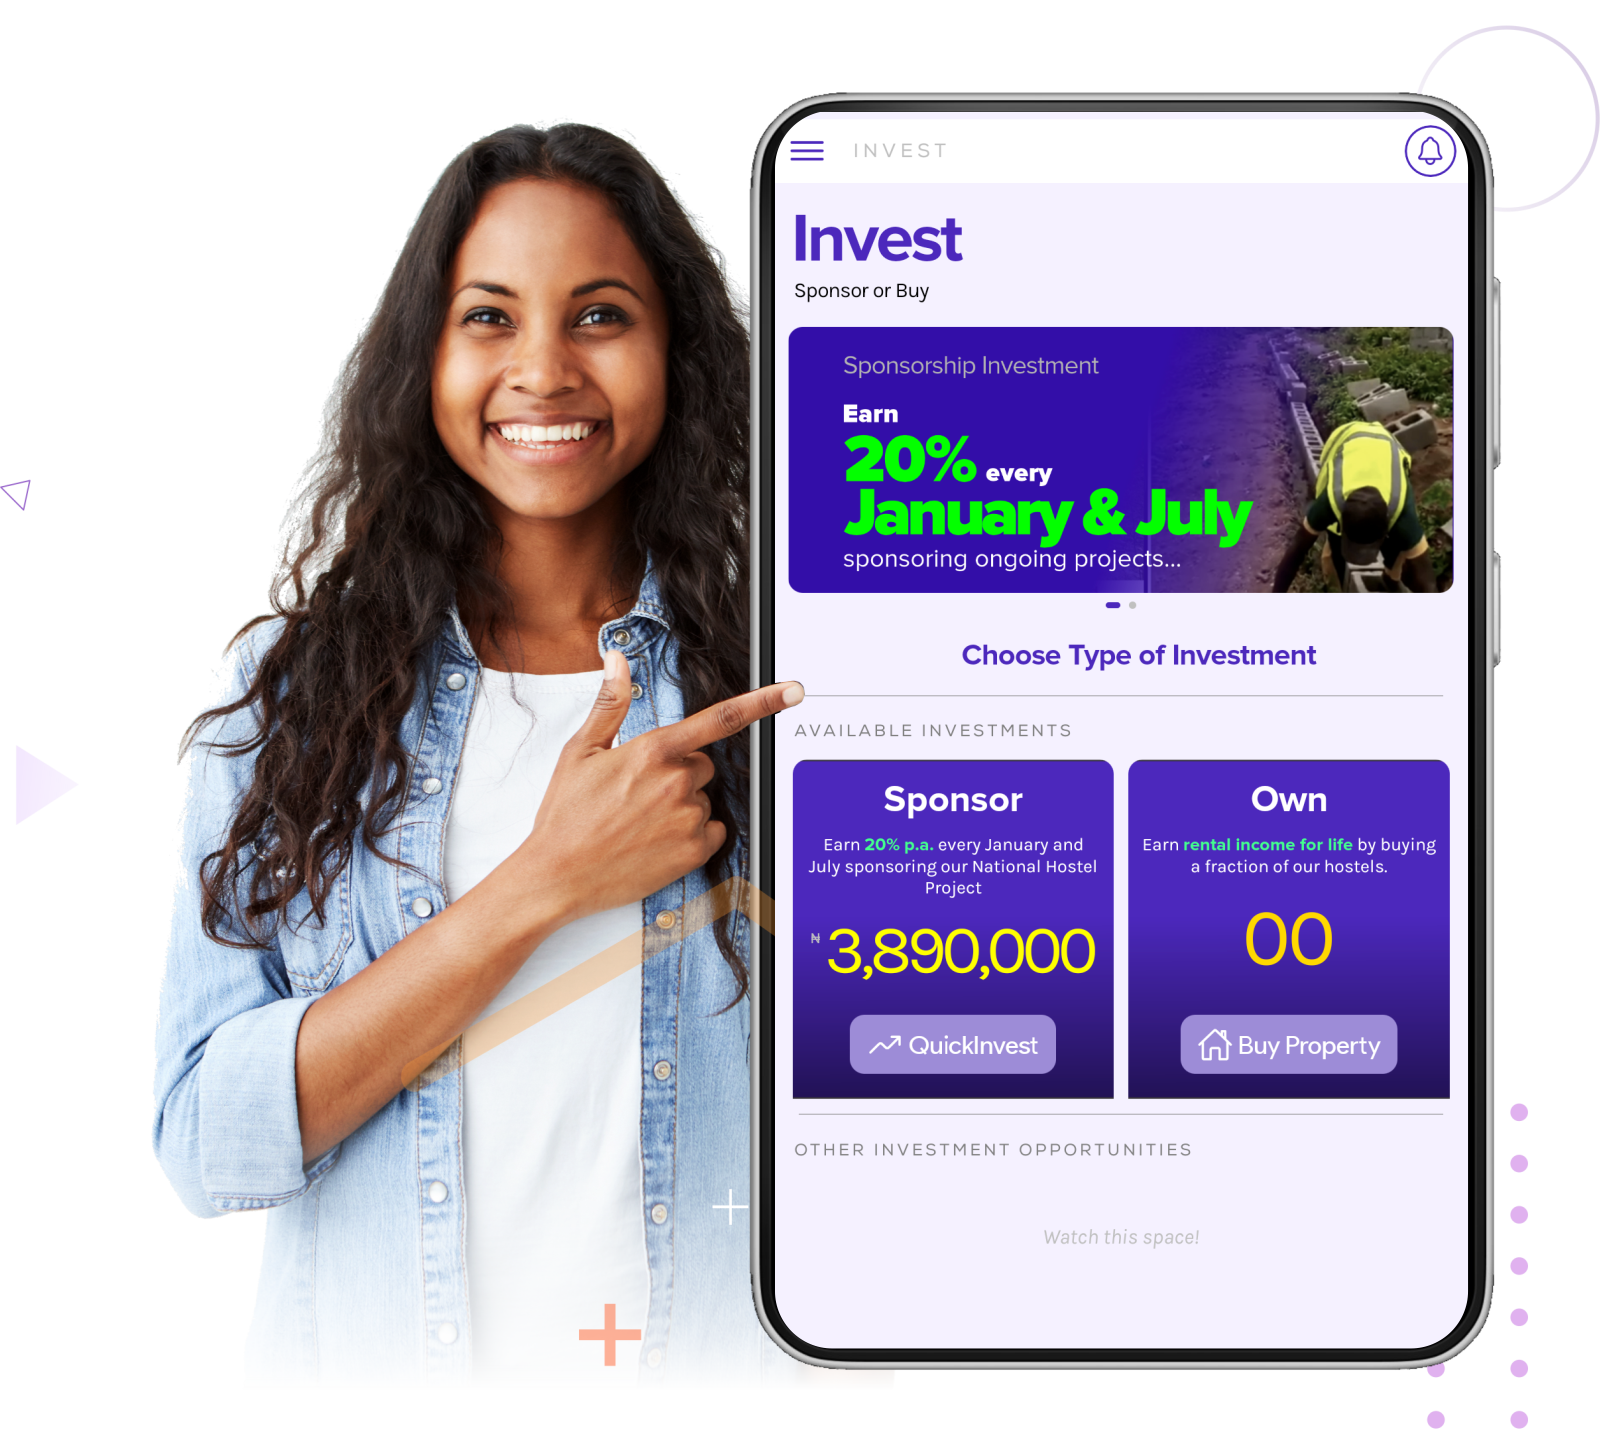 INVEST
Invest
Sponsor or Buy
Sponsorship Investment
Earn
20% every
January & July
sponsoring ongoing projects...
Choose Type of Investment
AVAILABLE INVESTMENTS
Sponsor
Earn 20% p.a. every January and
July sponsoring our National Hostel
Project
₦ 3,890,000
QuickInvest
Own
Earn rental income for life by buying
a fraction of our hostels.
00
Buy Property
OTHER INVESTMENT OPPORTUNITIES
Watch this space!